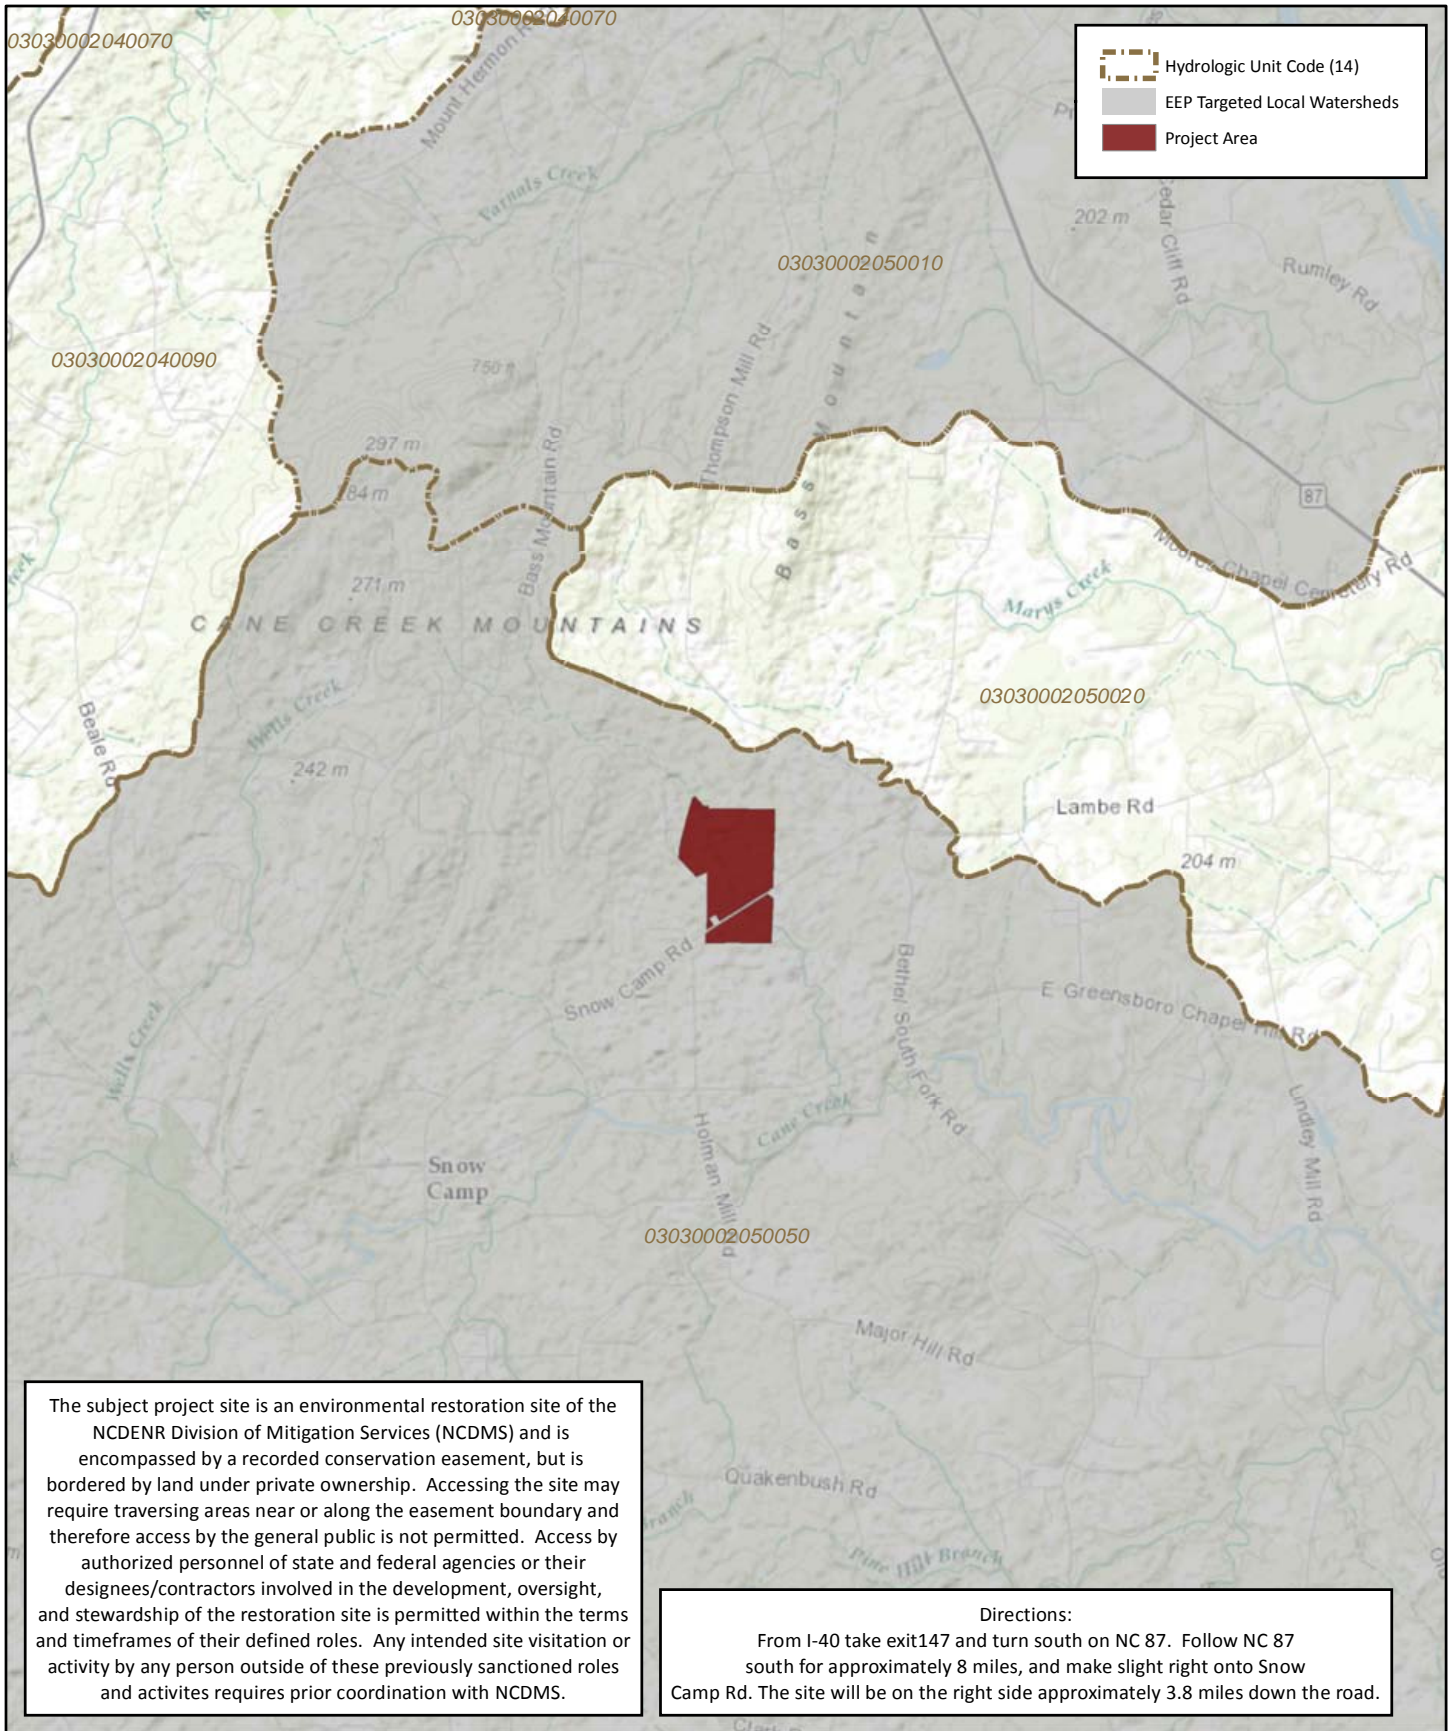 03030002040070
03030002040070
Hydrologic Unit Code (14)
EEP Targeted Local Watersheds
Project Area
Mount Hermon
Varnals Creek
202 m
Cedar Cliff Rd
03030002050010
Rumley Rd
03030002040090
750 ft
Thompson Mill Rd
Bass Mountain
297 m
84 m
Bass Mountain Rd
87
Moores Chapel Cemetery Rd
271 m
Marys Creek
CANE CREEK MOUNTAINS
03030002050020
Wells Creek
Beale Rd
242 m
Lambe Rd
204 m
Snow Camp Rd
Bethel South Fork Rd
E Greensboro Chapel Hill Rd
Wells Creek
Cane Creek
Lindley Mill Rd
Holman Mill Rd
Snow
Camp
03030002050050
Major Hill Rd
Quakenbush Rd
Branch
Pine Hill Branch
The subject project site is an environmental restoration site of the
NCDENR Division of Mitigation Services (NCDMS) and is
encompassed by a recorded conservation easement, but is
bordered by land under private ownership.  Accessing the site may
require traversing areas near or along the easement boundary and
therefore access by the general public is not permitted.  Access by
authorized personnel of state and federal agencies or their
designees/contractors involved in the development, oversight,
and stewardship of the restoration site is permitted within the terms
and timeframes of their defined roles.  Any intended site visitation or
activity by any person outside of these previously sanctioned roles
and activites requires prior coordination with NCDMS.
Directions:
From I-40 take exit147 and turn south on NC 87.  Follow NC 87
south for approximately 8 miles, and make slight right onto Snow
Camp Rd. The site will be on the right side approximately 3.8 miles down the road.